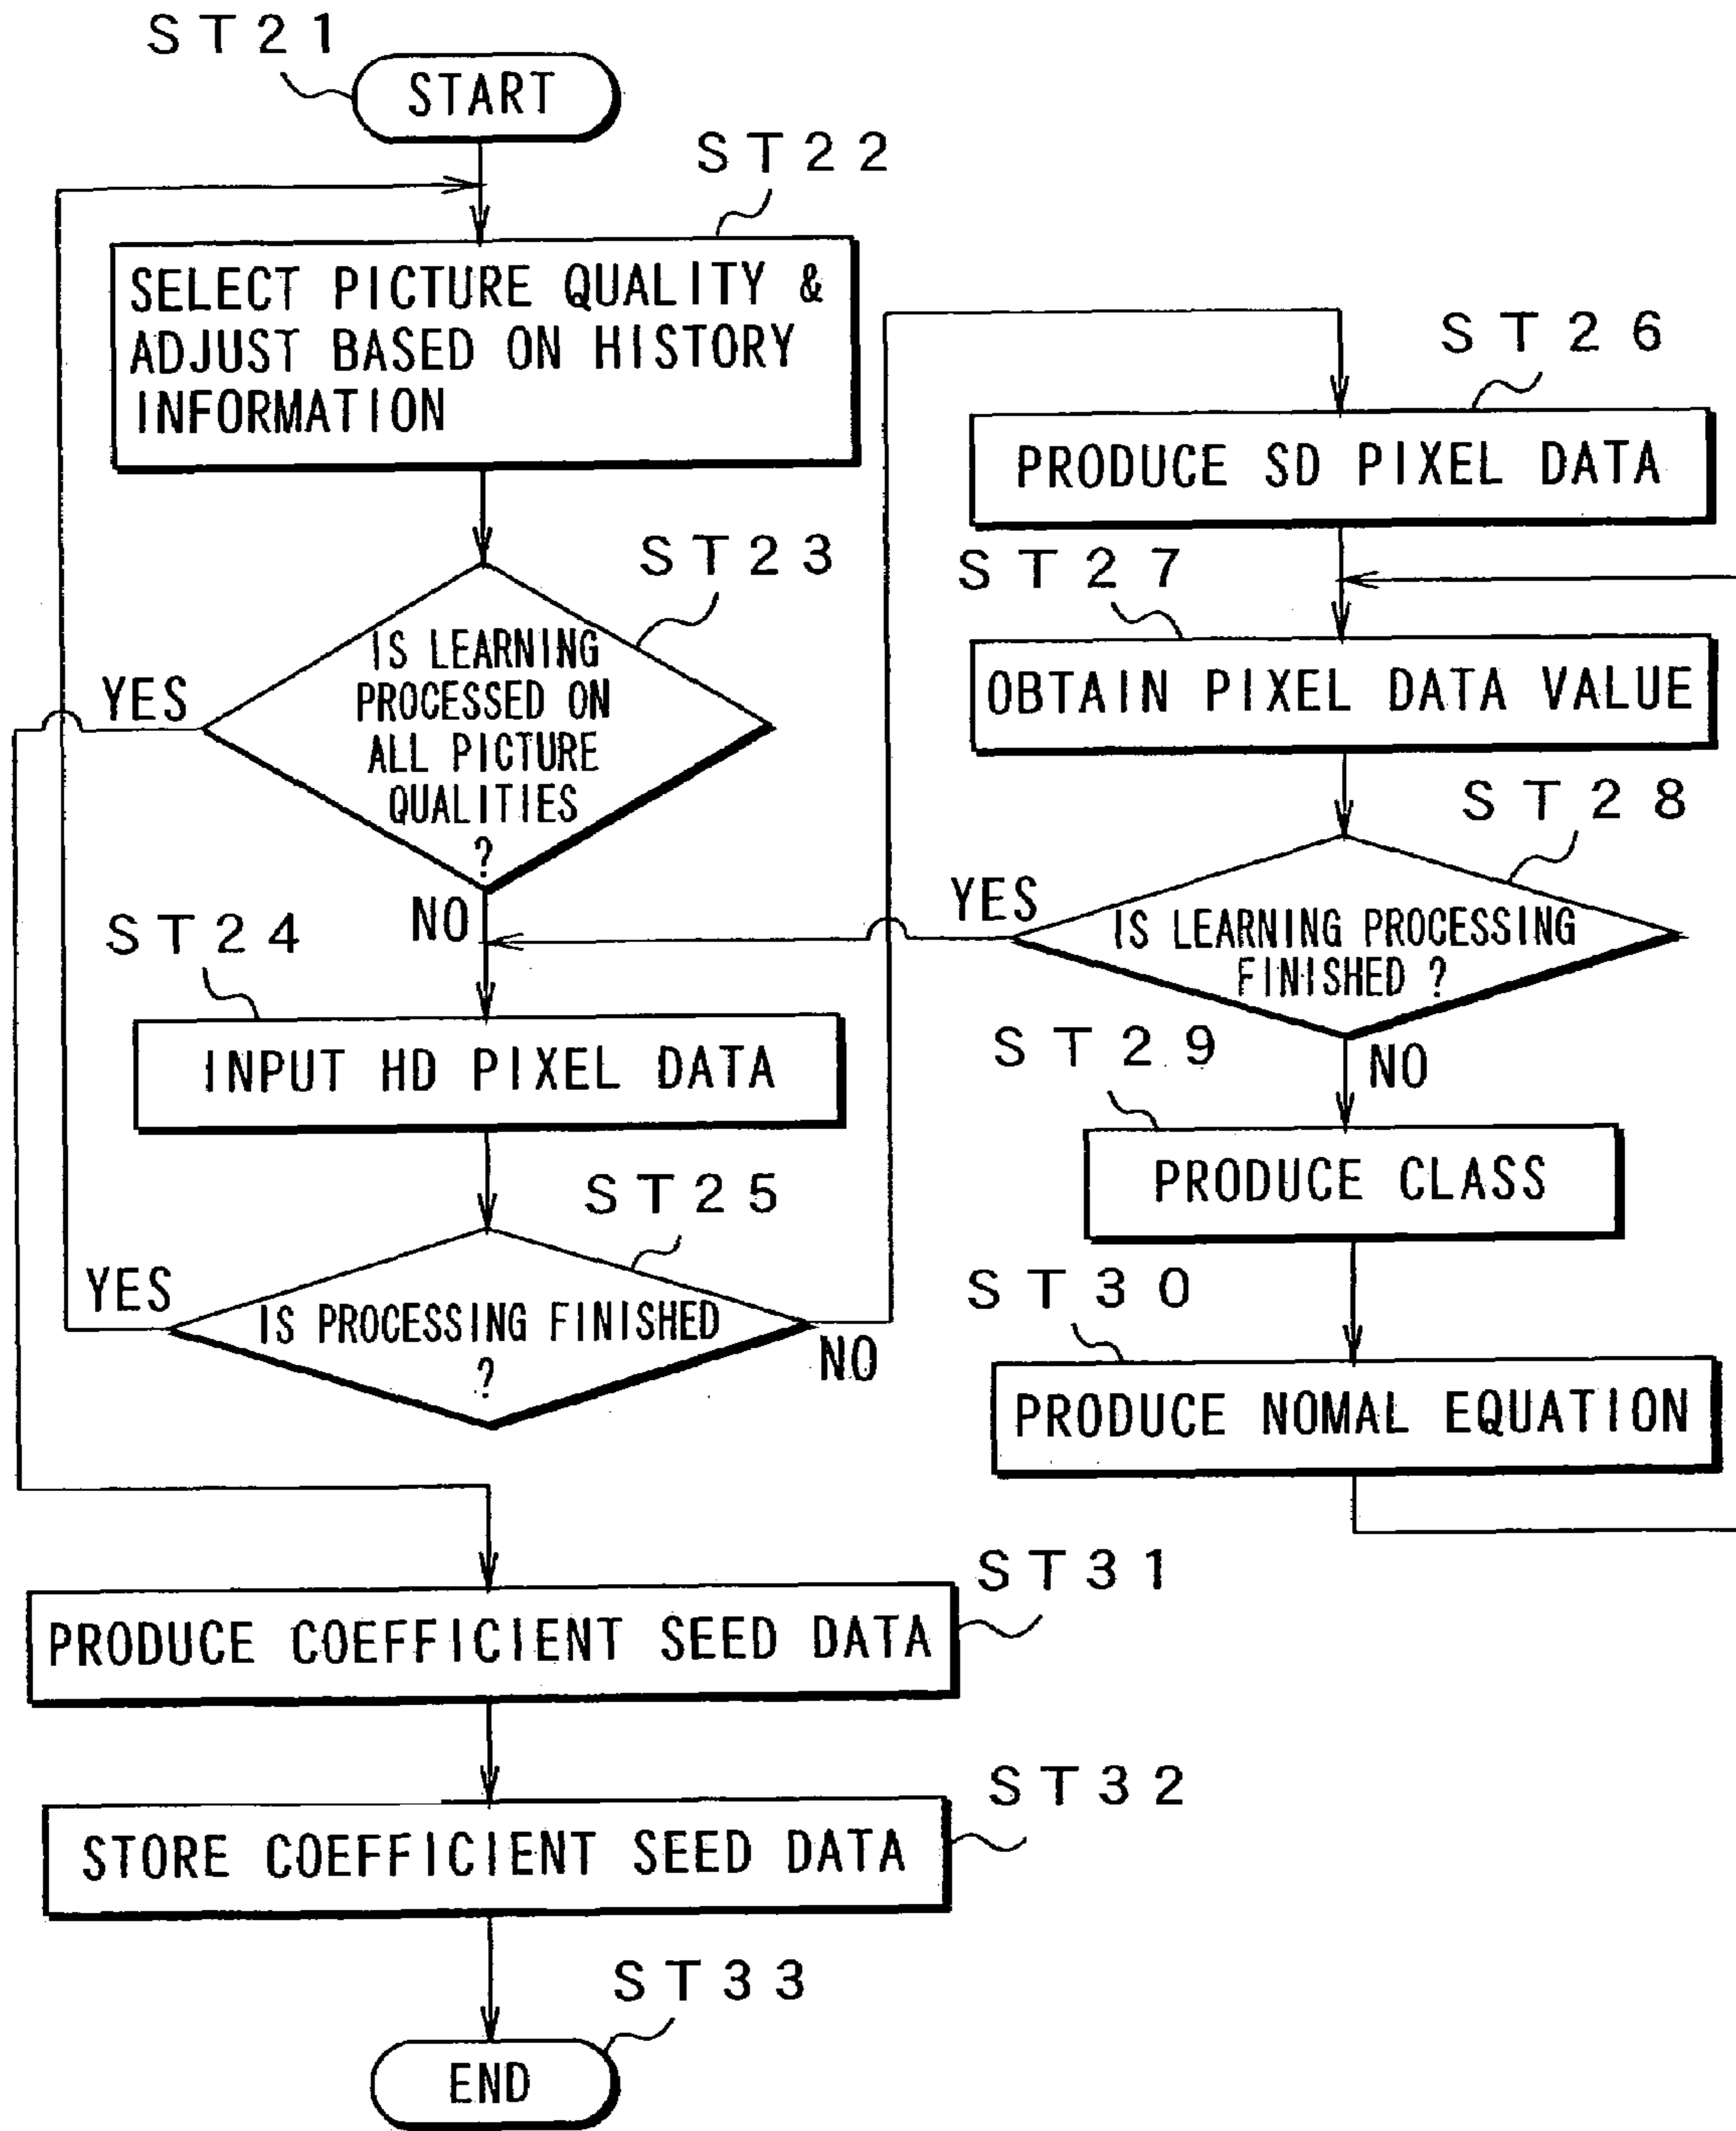 ST21
START
ST22
SELECT PICTURE QUALITY &
ADJUST BASED ON HISTORY
INFORMATION
ST23
IS LEARNING
PROCESSED ON
ALL PICTURE
QUALITIES
?
YES
NO
ST24
INPUT HD PIXEL DATA
ST25
IS PROCESSING FINISHED
?
YES
NO
ST26
PRODUCE SD PIXEL DATA
ST27
OBTAIN PIXEL DATA VALUE
ST28
IS LEARNING PROCESSING
FINISHED ?
YES
NO
ST29
PRODUCE CLASS
ST30
PRODUCE NOMAL EQUATION
ST31
PRODUCE COEFFICIENT SEED DATA
ST32
STORE COEFFICIENT SEED DATA
ST33
END